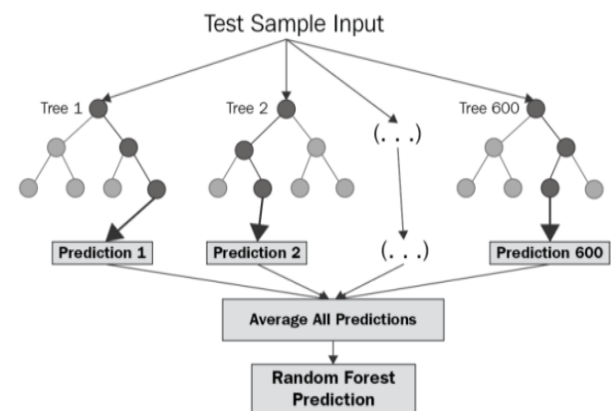 Test Sample Input
Tree 1
Tree 2
Tree 600
(. . .)
Prediction 1
Prediction 2
(. . .)
Prediction 600
Average All Predictions
Random Forest
Prediction